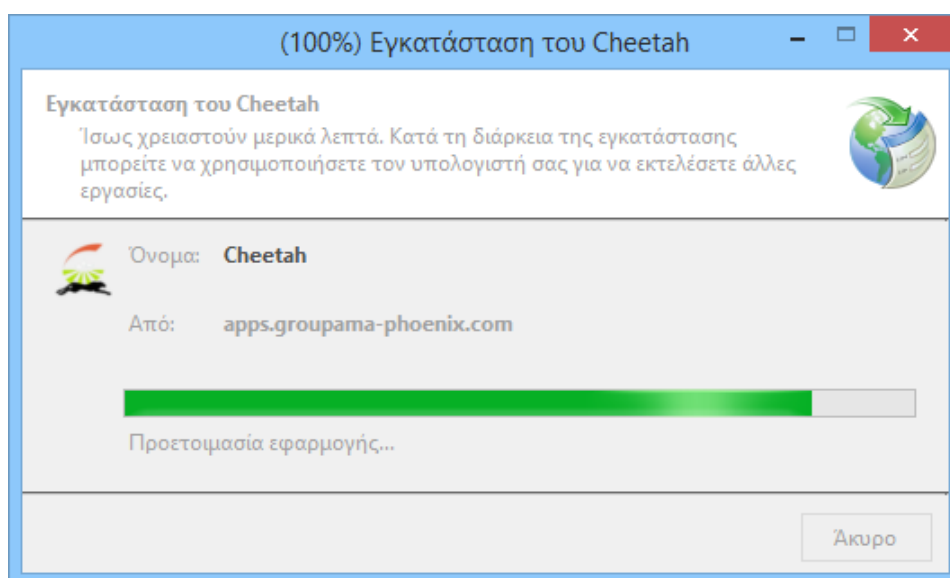 (100%) Εγκατάσταση του Cheetah
Εγκατάσταση του Cheetah
Ίσως χρειαστούν μερικά λεπτά. Κατά τη διάρκεια της εγκατάστασης
μπορείτε να χρησιμοποιήσετε τον υπολογιστή σας για να εκτελέσετε άλλες
εργασίες.
Όνομα: Cheetah
Από: apps.groupama-phoenix.com
Προετοιμασία εφαρμογής...
Άκυρο